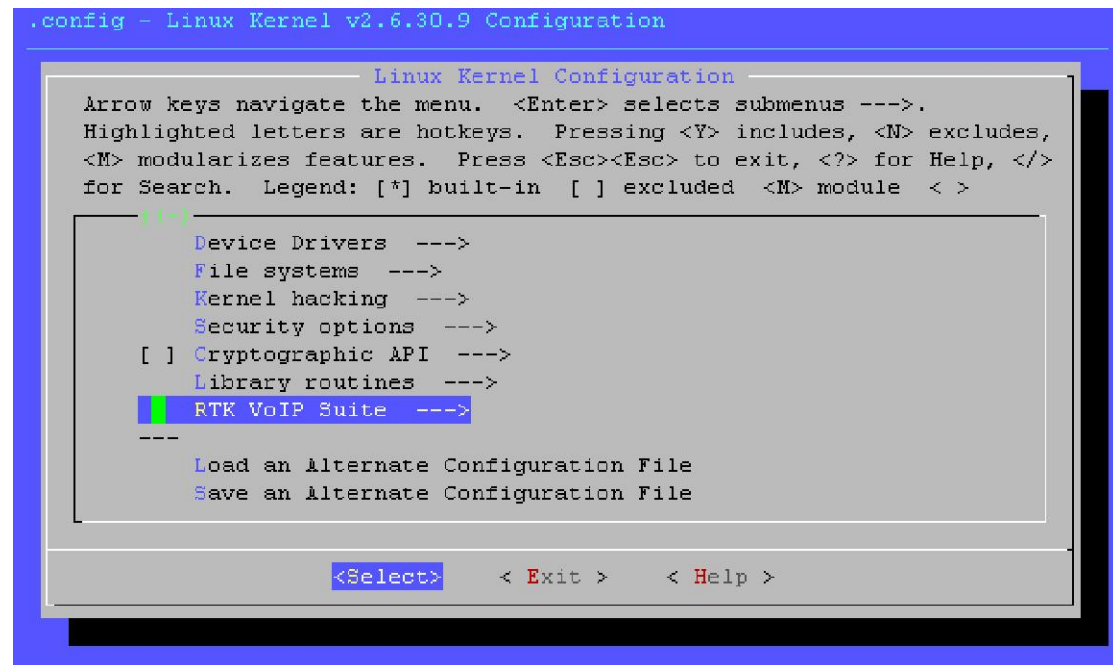 .config - Linux Kernel v2.6.30.9 Configuration
Linux Kernel Configuration
Arrow keys navigate the menu.  <Enter> selects submenus --->.
Highlighted letters are hotkeys.  Pressing <Y> includes, <N> excludes,
<M> modularizes features.  Press <Esc><Esc> to exit, <?> for Help, </>
for Search.  Legend: [*] built-in  [ ] excluded  <M> module  < >
^(-)
Device Drivers  --->
File systems  --->
Kernel hacking  --->
Security options  --->
[ ] Cryptographic API  --->
Library routines  --->
RTK VoIP Suite  --->
---
Load an Alternate Configuration File
Save an Alternate Configuration File
<Select>    < Exit >    < Help >